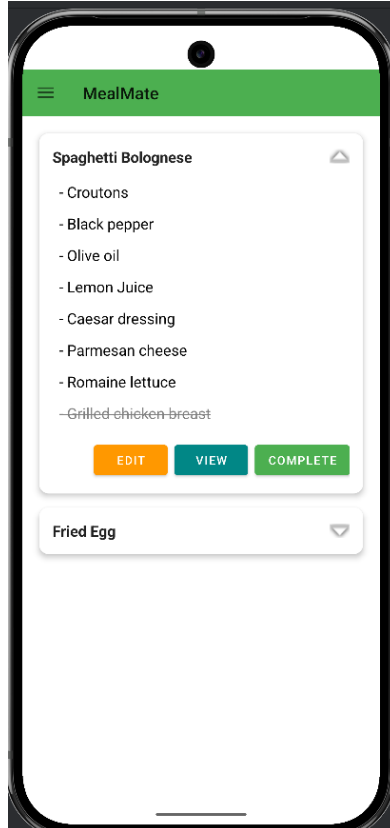 MealMate
Spaghetti Bolognese
- Croutons
- Black pepper
- Olive oil
- Lemon Juice
- Caesar dressing
- Parmesan cheese
- Romaine lettuce
- Grilled chicken breast
EDIT VIEW COMPLETE
Fried Egg